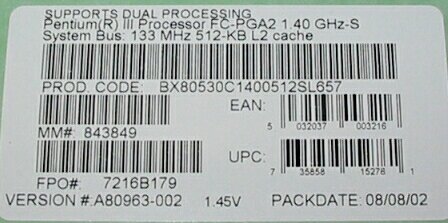 SUPPORTS DUAL PROCESSING
Pentium(R) III Processor FC-PGA2 1.40 GHz-S
System Bus: 133 MHz 512-KB L2 cache
PROD. CODE: BX80530C1400512SL657
MM#: 843849
EAN:
5 032037 003216
FPO#: 7216B179
UPC:
7 35858 15278 1
VERSION #:A80963-002 1.45V PACKDATE: 08/08/02